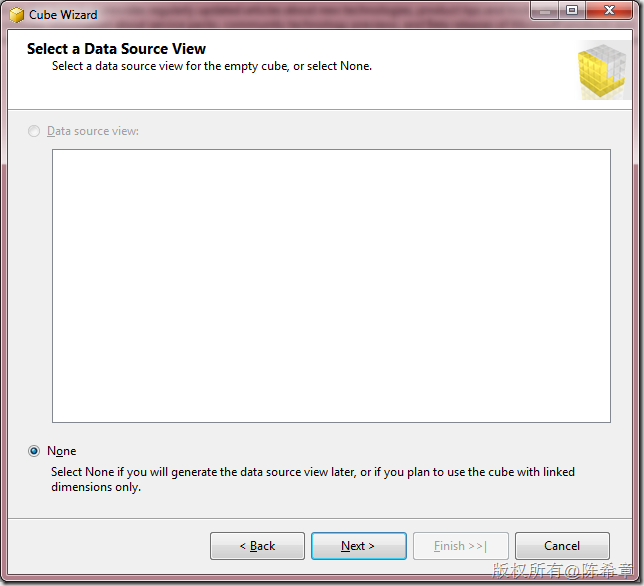 Cube Wizard
Select a Data Source View
Select a data source view for the empty cube, or select None.
Data source view:
None
Select None if you will generate the data source view later, or if you plan to use the cube with linked
dimensions only.
< Back
Next >
Finish >>|
Cancel
版权所有@陈希章